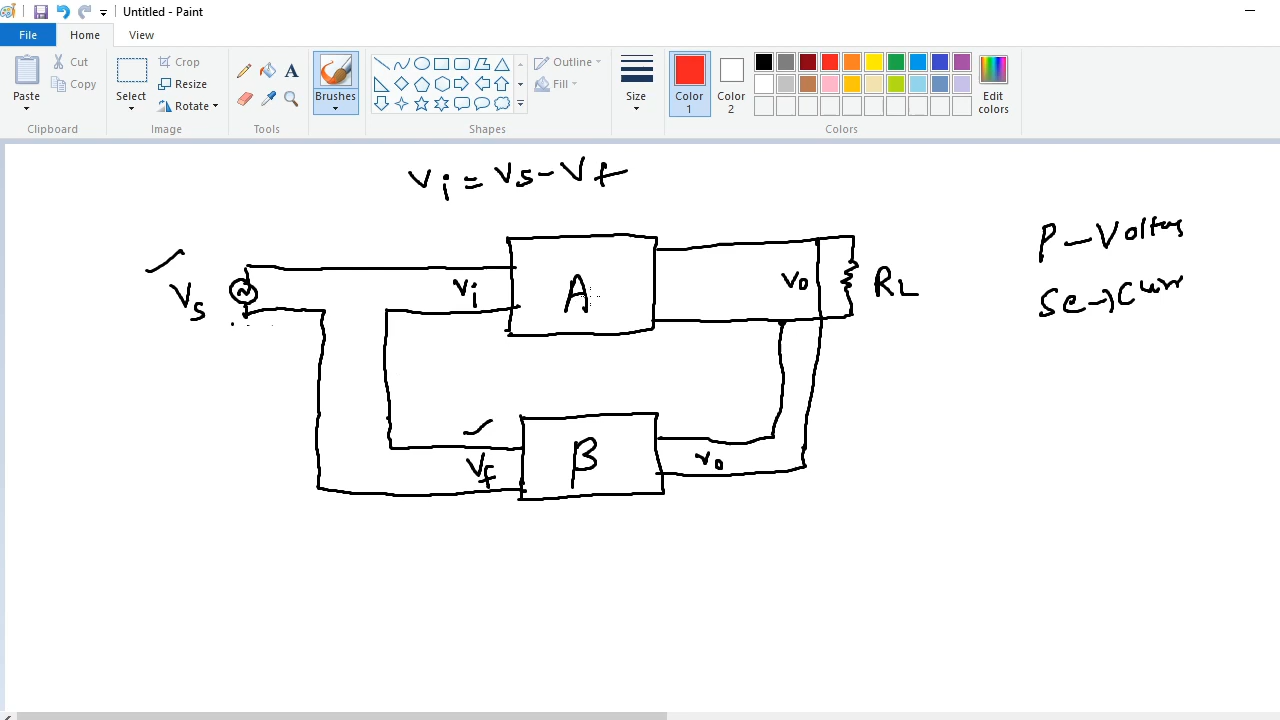 Untitled - Paint
File Home View
Paste Cut Copy Clipboard
Select Crop Resize Rotate Image
A Tools
Brushes
Shapes Outline Fill
Size
Color 1 Color 2 Edit colors Colors
Vi = Vs - Vf
P - Voltag
Se → Curr
Vs
Vi
A
Vo
RL
Vf
β
Vo